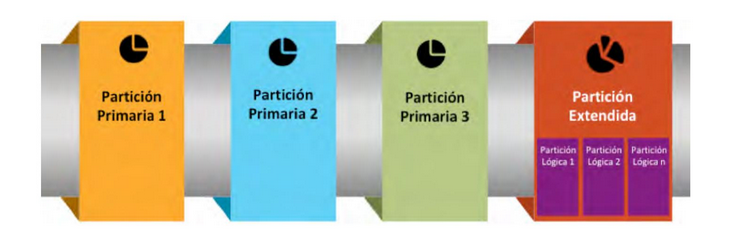 Partición
Primaria 1
Partición
Primaria 2
Partición
Primaria 3
Partición
Extendida
Partición
Lógica 1
Partición
Lógica 2
Partición
Lógica n